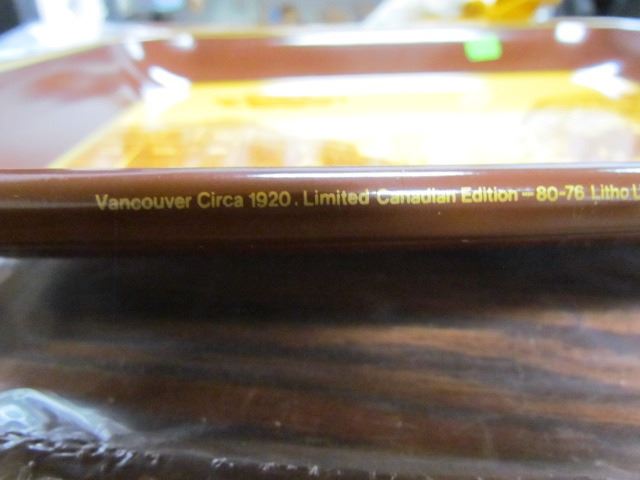 Vancouver Circa 1920. Limited Canadian Edition - 80-76 Litho